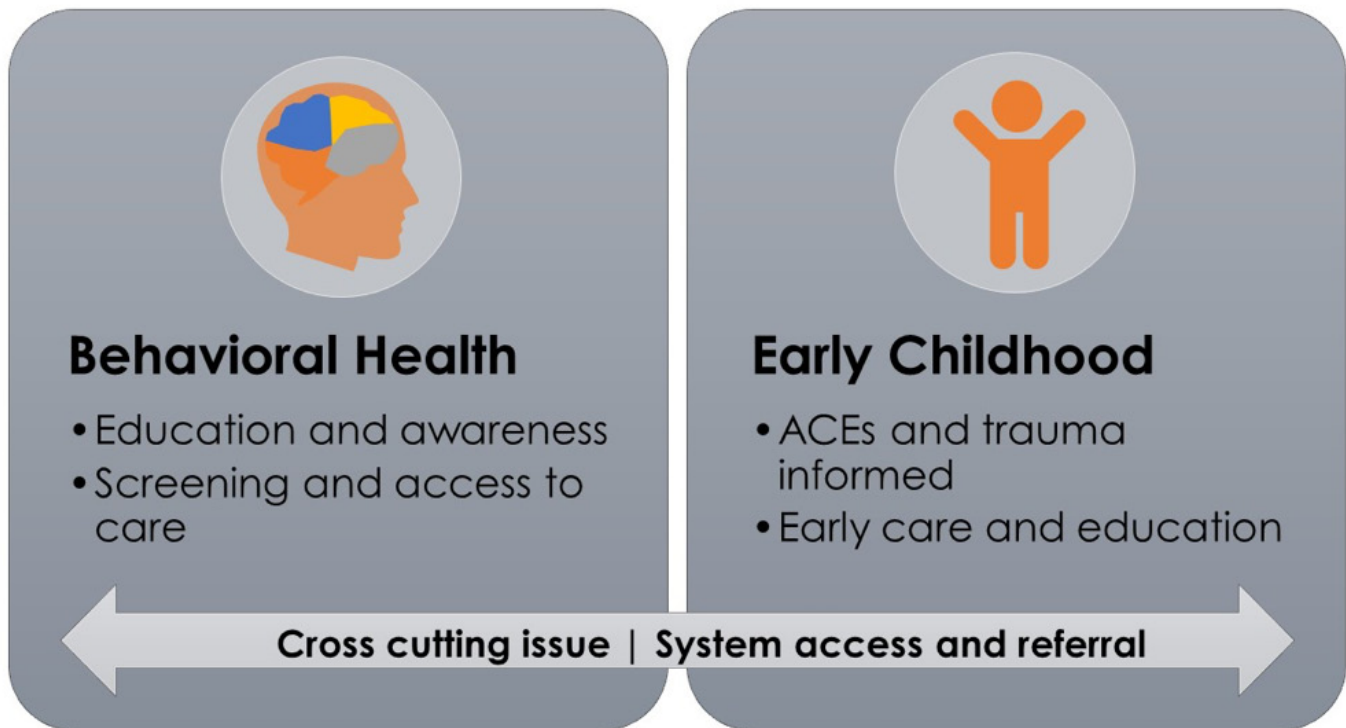 Behavioral Health
•Education and awareness
•Screening and access to
care
Early Childhood
•ACEs and trauma
informed
•Early care and education
Cross cutting issue | System access and referral